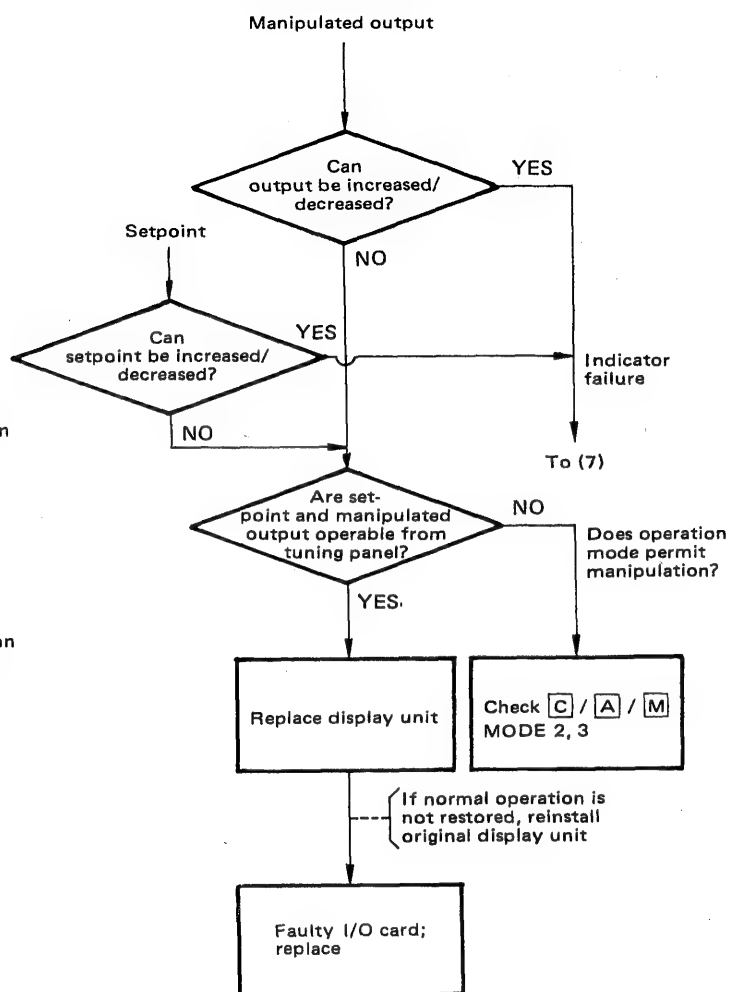 Manipulated output
Can
output be increased/
decreased?
YES
NO
Setpoint
Can
setpoint be increased/
decreased?
YES
NO
Indicator
failure
To (7)
n
Are set-
point and manipulated
output operable from
tuning panel?
NO
YES.
Does operation
mode permit
manipulation?
an
Replace display unit
Check C / A / M
MODE 2, 3
If normal operation is
not restored, reinstall
original display unit
Faulty I/O card;
replace